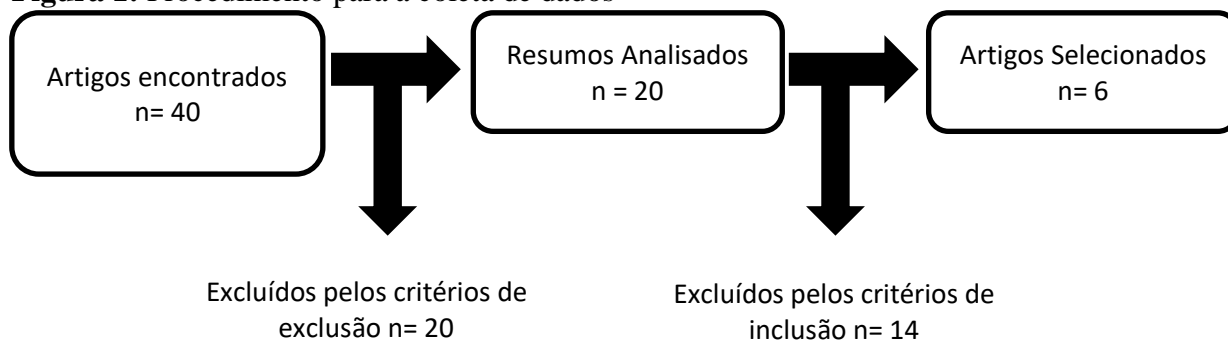 Figura 1. Procedimento para a coleta de dados
Artigos encontrados
n= 40
Resumos Analisados
n = 20
Artigos Selecionados
n= 6
Excluídos pelos critérios de
exclusão n= 20
Excluídos pelos critérios de
inclusão n= 14